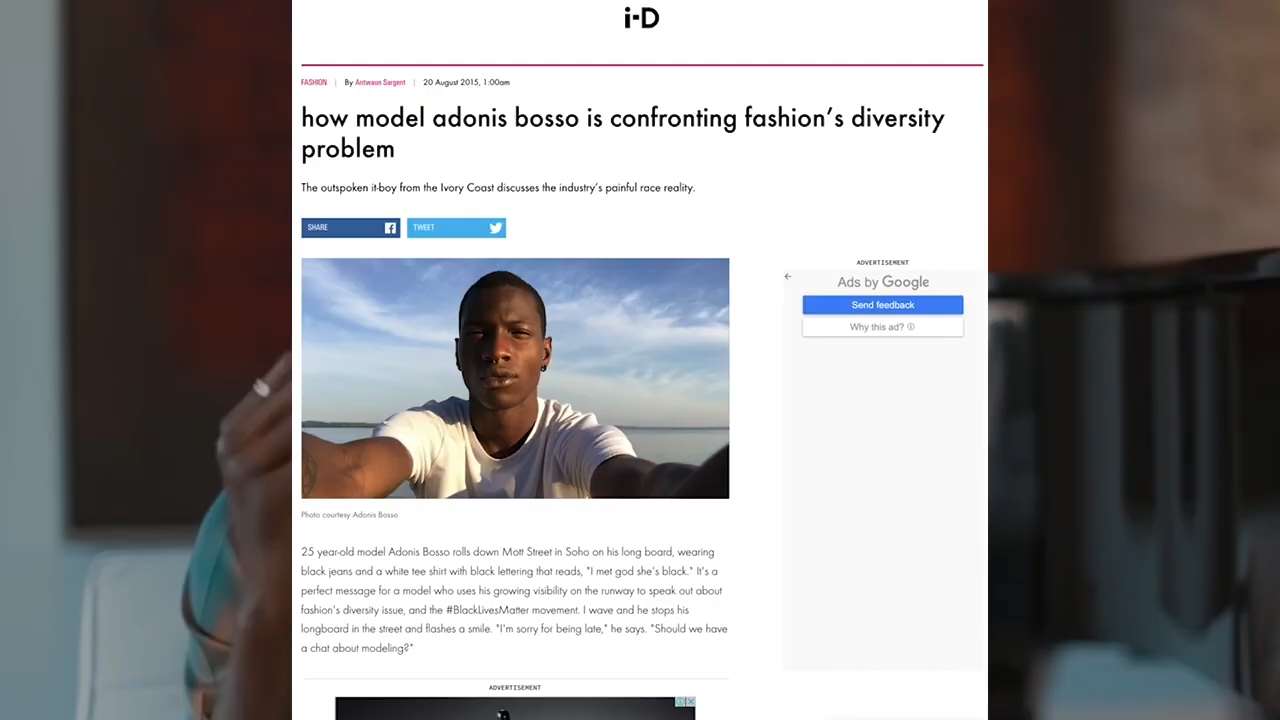 i-D
FASHION | By Antwaun Sargent | 20 August 2015, 1:00am
how model adonis bosso is confronting fashion's diversity
problem
The outspoken it-boy from the Ivory Coast discusses the industry's painful race reality.
SHARE
TWEET
ADVERTISEMENT
Ads by Google
Send feedback
Why this ad?
Photo courtesy Adonis Bosso
25 year-old model Adonis Bosso rolls down Mott Street in Soho on his long board, wearing
black jeans and a white tee shirt with black lettering that reads, "I met god she's black." It's a
perfect message for a model who uses his growing visibility on the runway to speak out about
fashion's diversity issue, and the #BlackLivesMatter movement. I wave and he stops his
longboard in the street and flashes a smile. "I'm sorry for being late," he says. "Should we have
a chat about modeling?"
ADVERTISEMENT